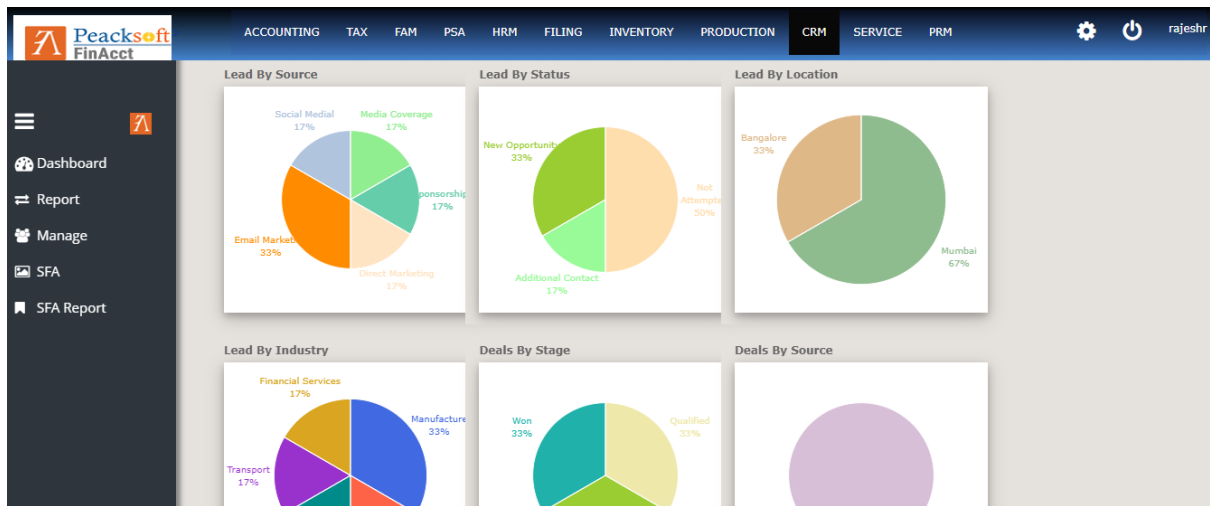 Peacksoft
FinAcct
ACCOUNTING TAX FAM PSA HRM FILING INVENTORY PRODUCTION CRM SERVICE PRM
rajeshr
Dashboard
Report
Manage
SFA
SFA Report
Lead By Source
Social Medial
17%
Media Coverage
17%
ponsorship
17%
Email Marketi
33%
Direct Marketing
17%
Lead By Status
New Opportunity
33%
Not
Attempte
50%
Additional Contact
17%
Lead By Location
Bangalore
33%
Mumbai
67%
Lead By Industry
Financial Services
17%
Manufacture
33%
Transport
17%
Deals By Stage
Won
33%
Qualified
33%
Deals By Source